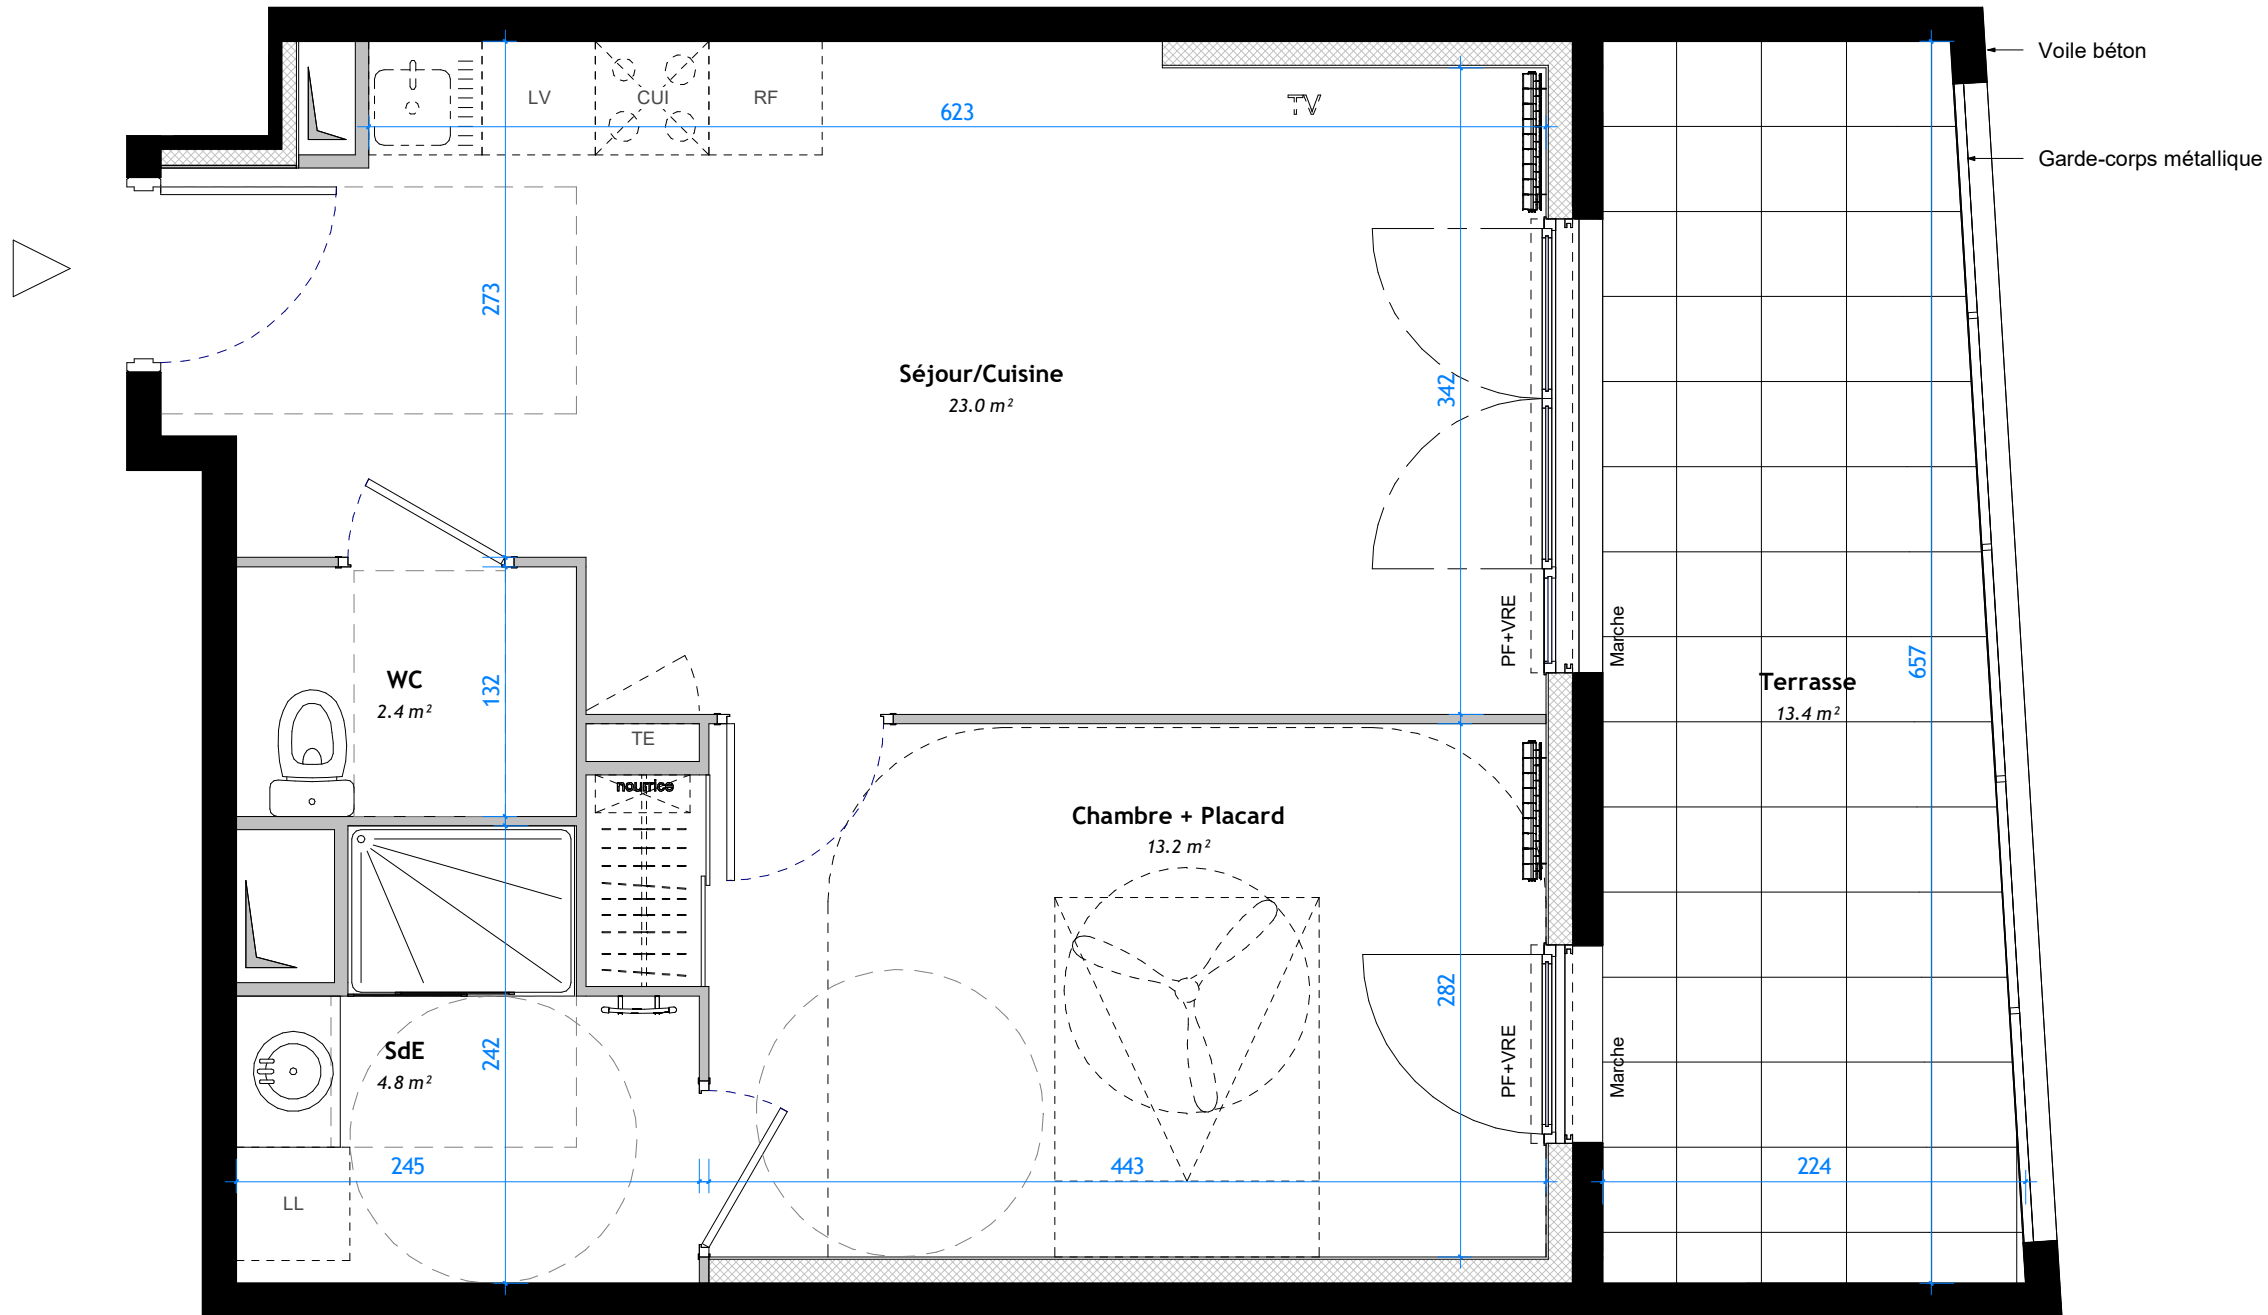 Voile béton
LV
CUI
RF
TV
623
Garde-corps métallique
273
Séjour/Cuisine
23.0 m²
342
PF+VRE
Marche
WC
2.4 m²
132
657
Terrasse
13.4 m²
TE
nourrice
Chambre + Placard
13.2 m²
282
SdE
4.8 m²
242
PF+VRE
Marche
245
443
224
LL